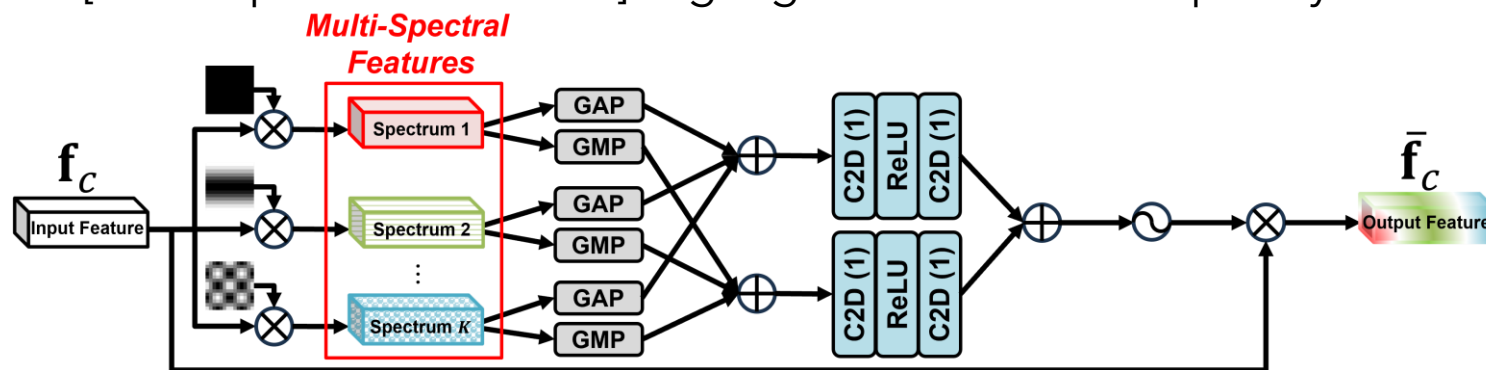 Multi-Spectral
Features
f_C
Input Feature
Spectrum 1
Spectrum 2
⋮
Spectrum K
GAP
GMP
GAP
GMP
GAP
GMP
C2D (1)
ReLU
C2D (1)
C2D (1)
ReLU
C2D (1)
f̄_C
Output Feature